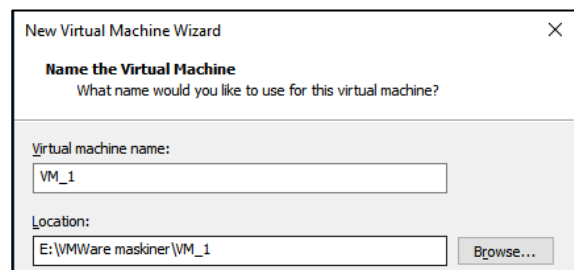 New Virtual Machine Wizard
Name the Virtual Machine
What name would you like to use for this virtual machine?
Virtual machine name:
VM_1
Location:
E:\VMWare maskiner\VM_1
Browse...